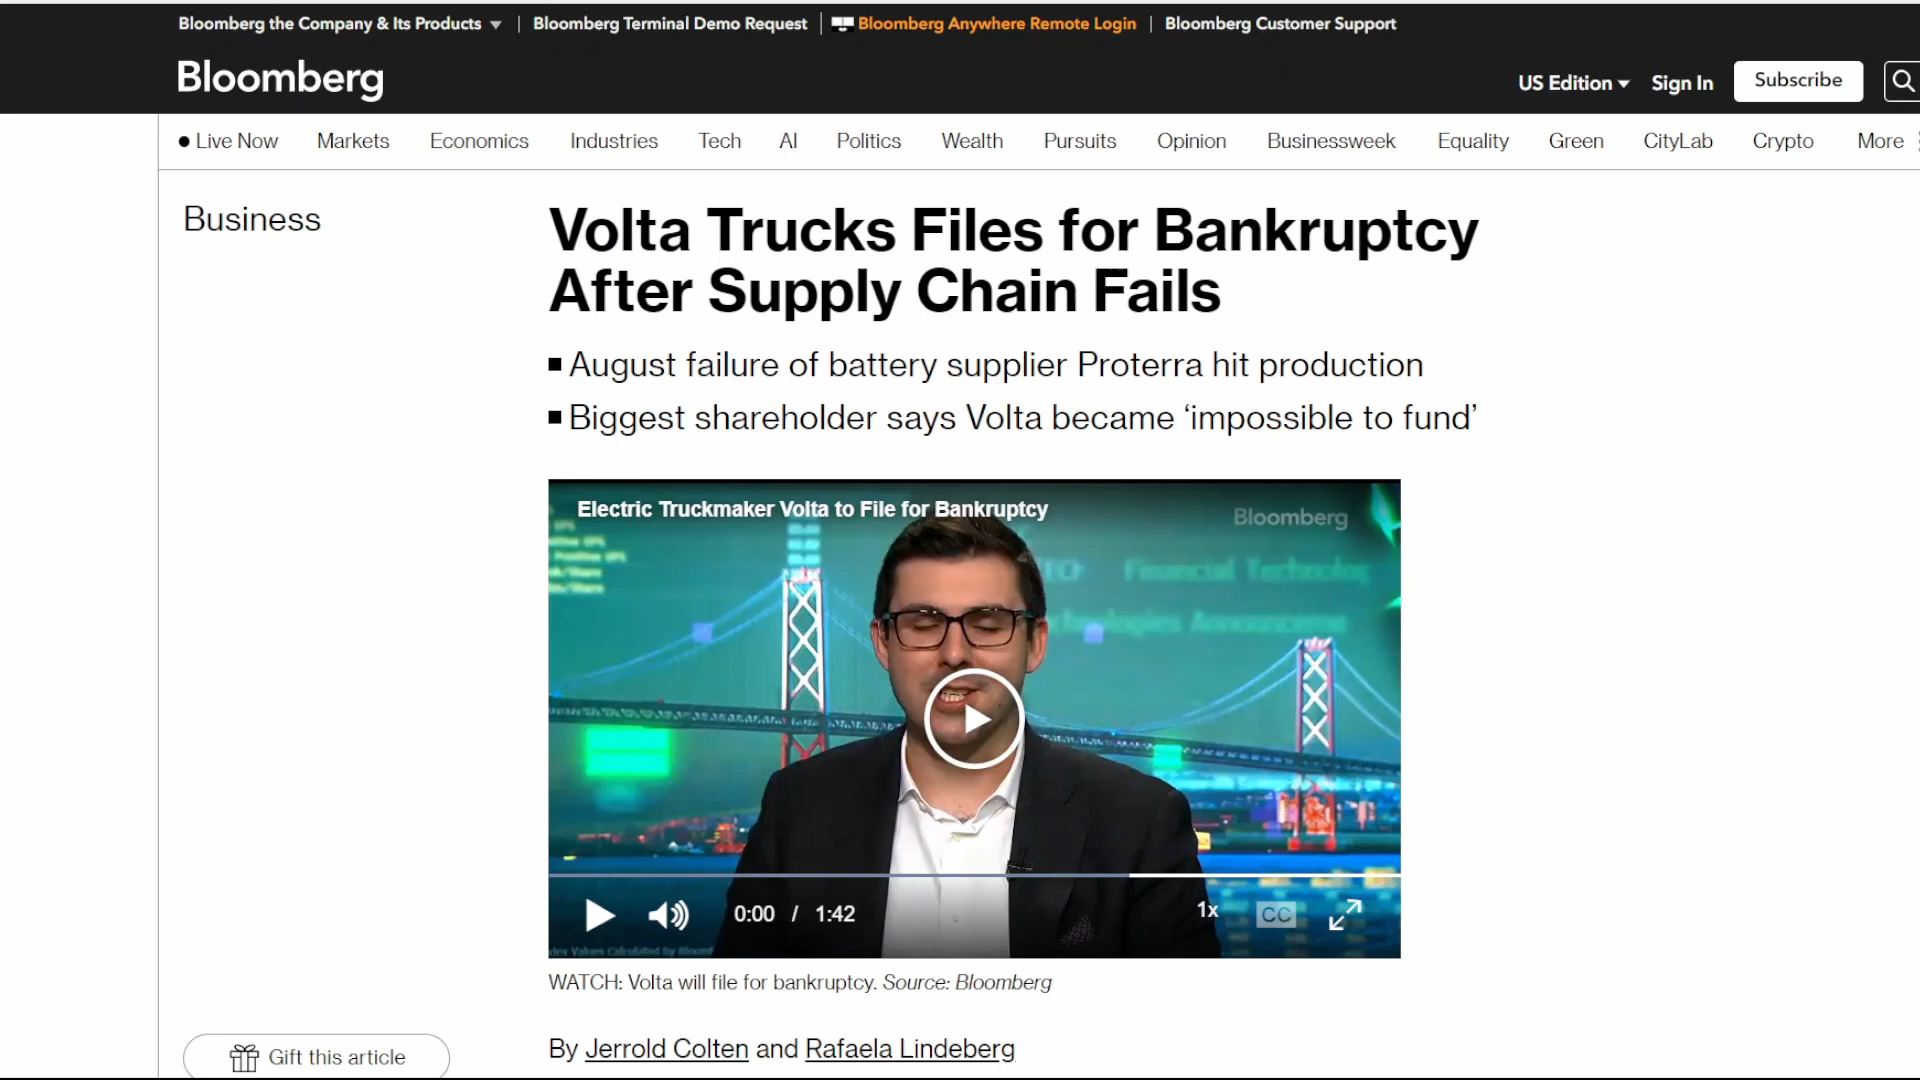 Bloomberg the Company & Its Products
Bloomberg Terminal Demo Request
Bloomberg Anywhere Remote Login
Bloomberg Customer Support
Bloomberg
US Edition
Sign In
Subscribe
Live Now
Markets
Economics
Industries
Tech
AI
Politics
Wealth
Pursuits
Opinion
Businessweek
Equality
Green
CityLab
Crypto
More
Business
Volta Trucks Files for Bankruptcy
After Supply Chain Fails
August failure of battery supplier Proterra hit production
Biggest shareholder says Volta became ‘impossible to fund’
Electric Truckmaker Volta to File for Bankruptcy
Bloomberg
Financial Technolog
0:00 / 1:42
1x
CC
WATCH: Volta will file for bankruptcy. Source: Bloomberg
By Jerrold Colten and Rafaela Lindeberg
Gift this article